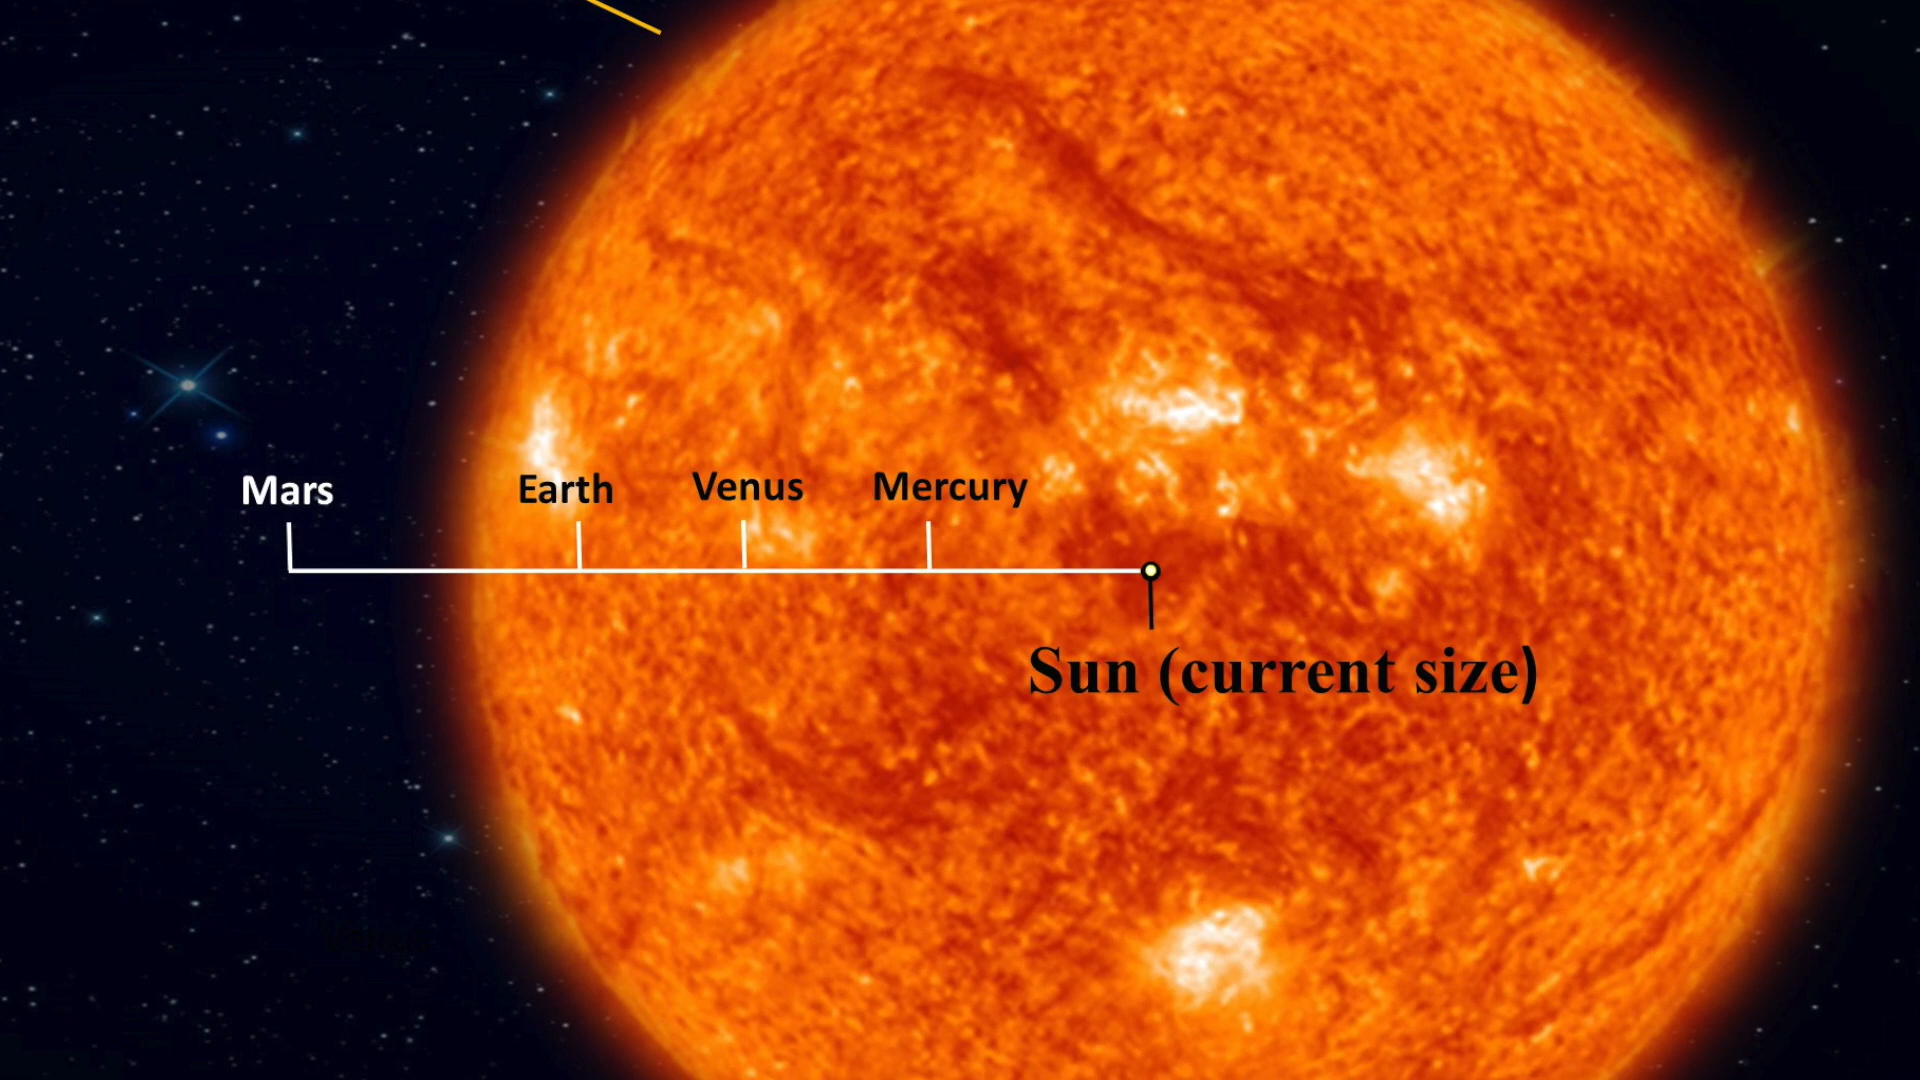 Mars
Earth
Venus
Mercury
Sun (current size)